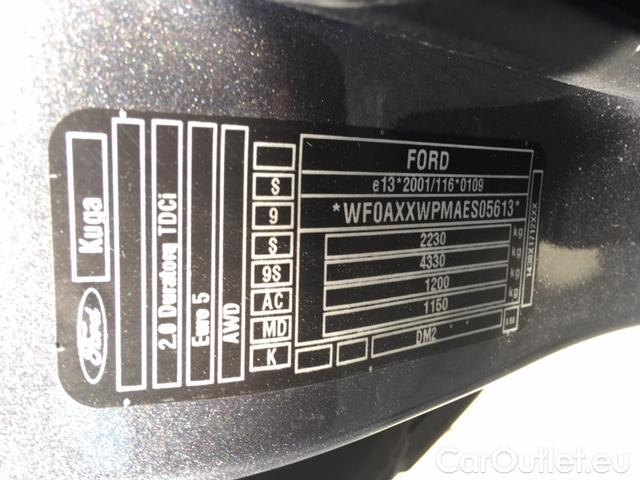 FORD
e13*2001/116*0109
*WF0AXXWPMAES05613*
2230 kg
4330 kg
1200 kg
1150 kg
DM2
Kuga
Ford
2.0 Duratorq TDCi
Euro 5
AWD
S
9
S
9S
AC
MD
K
CarOutlet.eu